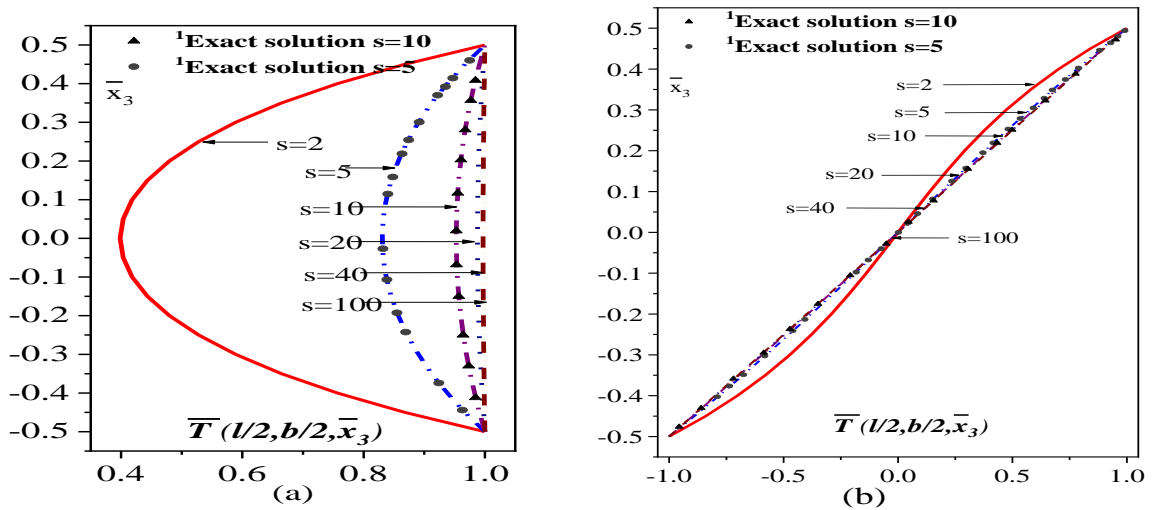 ¹Exact solution s=10
¹Exact solution s=5
x̅₃
0.5
0.4
0.3
0.2
0.1
0.0
-0.1
-0.2
-0.3
-0.4
-0.5
s=2
s=5
s=10
s=20
s=40
s=100
T̅ (l/2,b/2,x̅₃)
0.4 0.6 0.8 1.0
(a)
¹Exact solution s=10
¹Exact solution s=5
x̅₃
0.5
0.4
0.3
0.2
0.1
0.0
-0.1
-0.2
-0.3
-0.4
-0.5
s=2
s=5
s=10
s=20
s=40
s=100
T̅ (l/2,b/2,x̅₃)
-1.0 -0.5 0.0 0.5 1.0
(b)